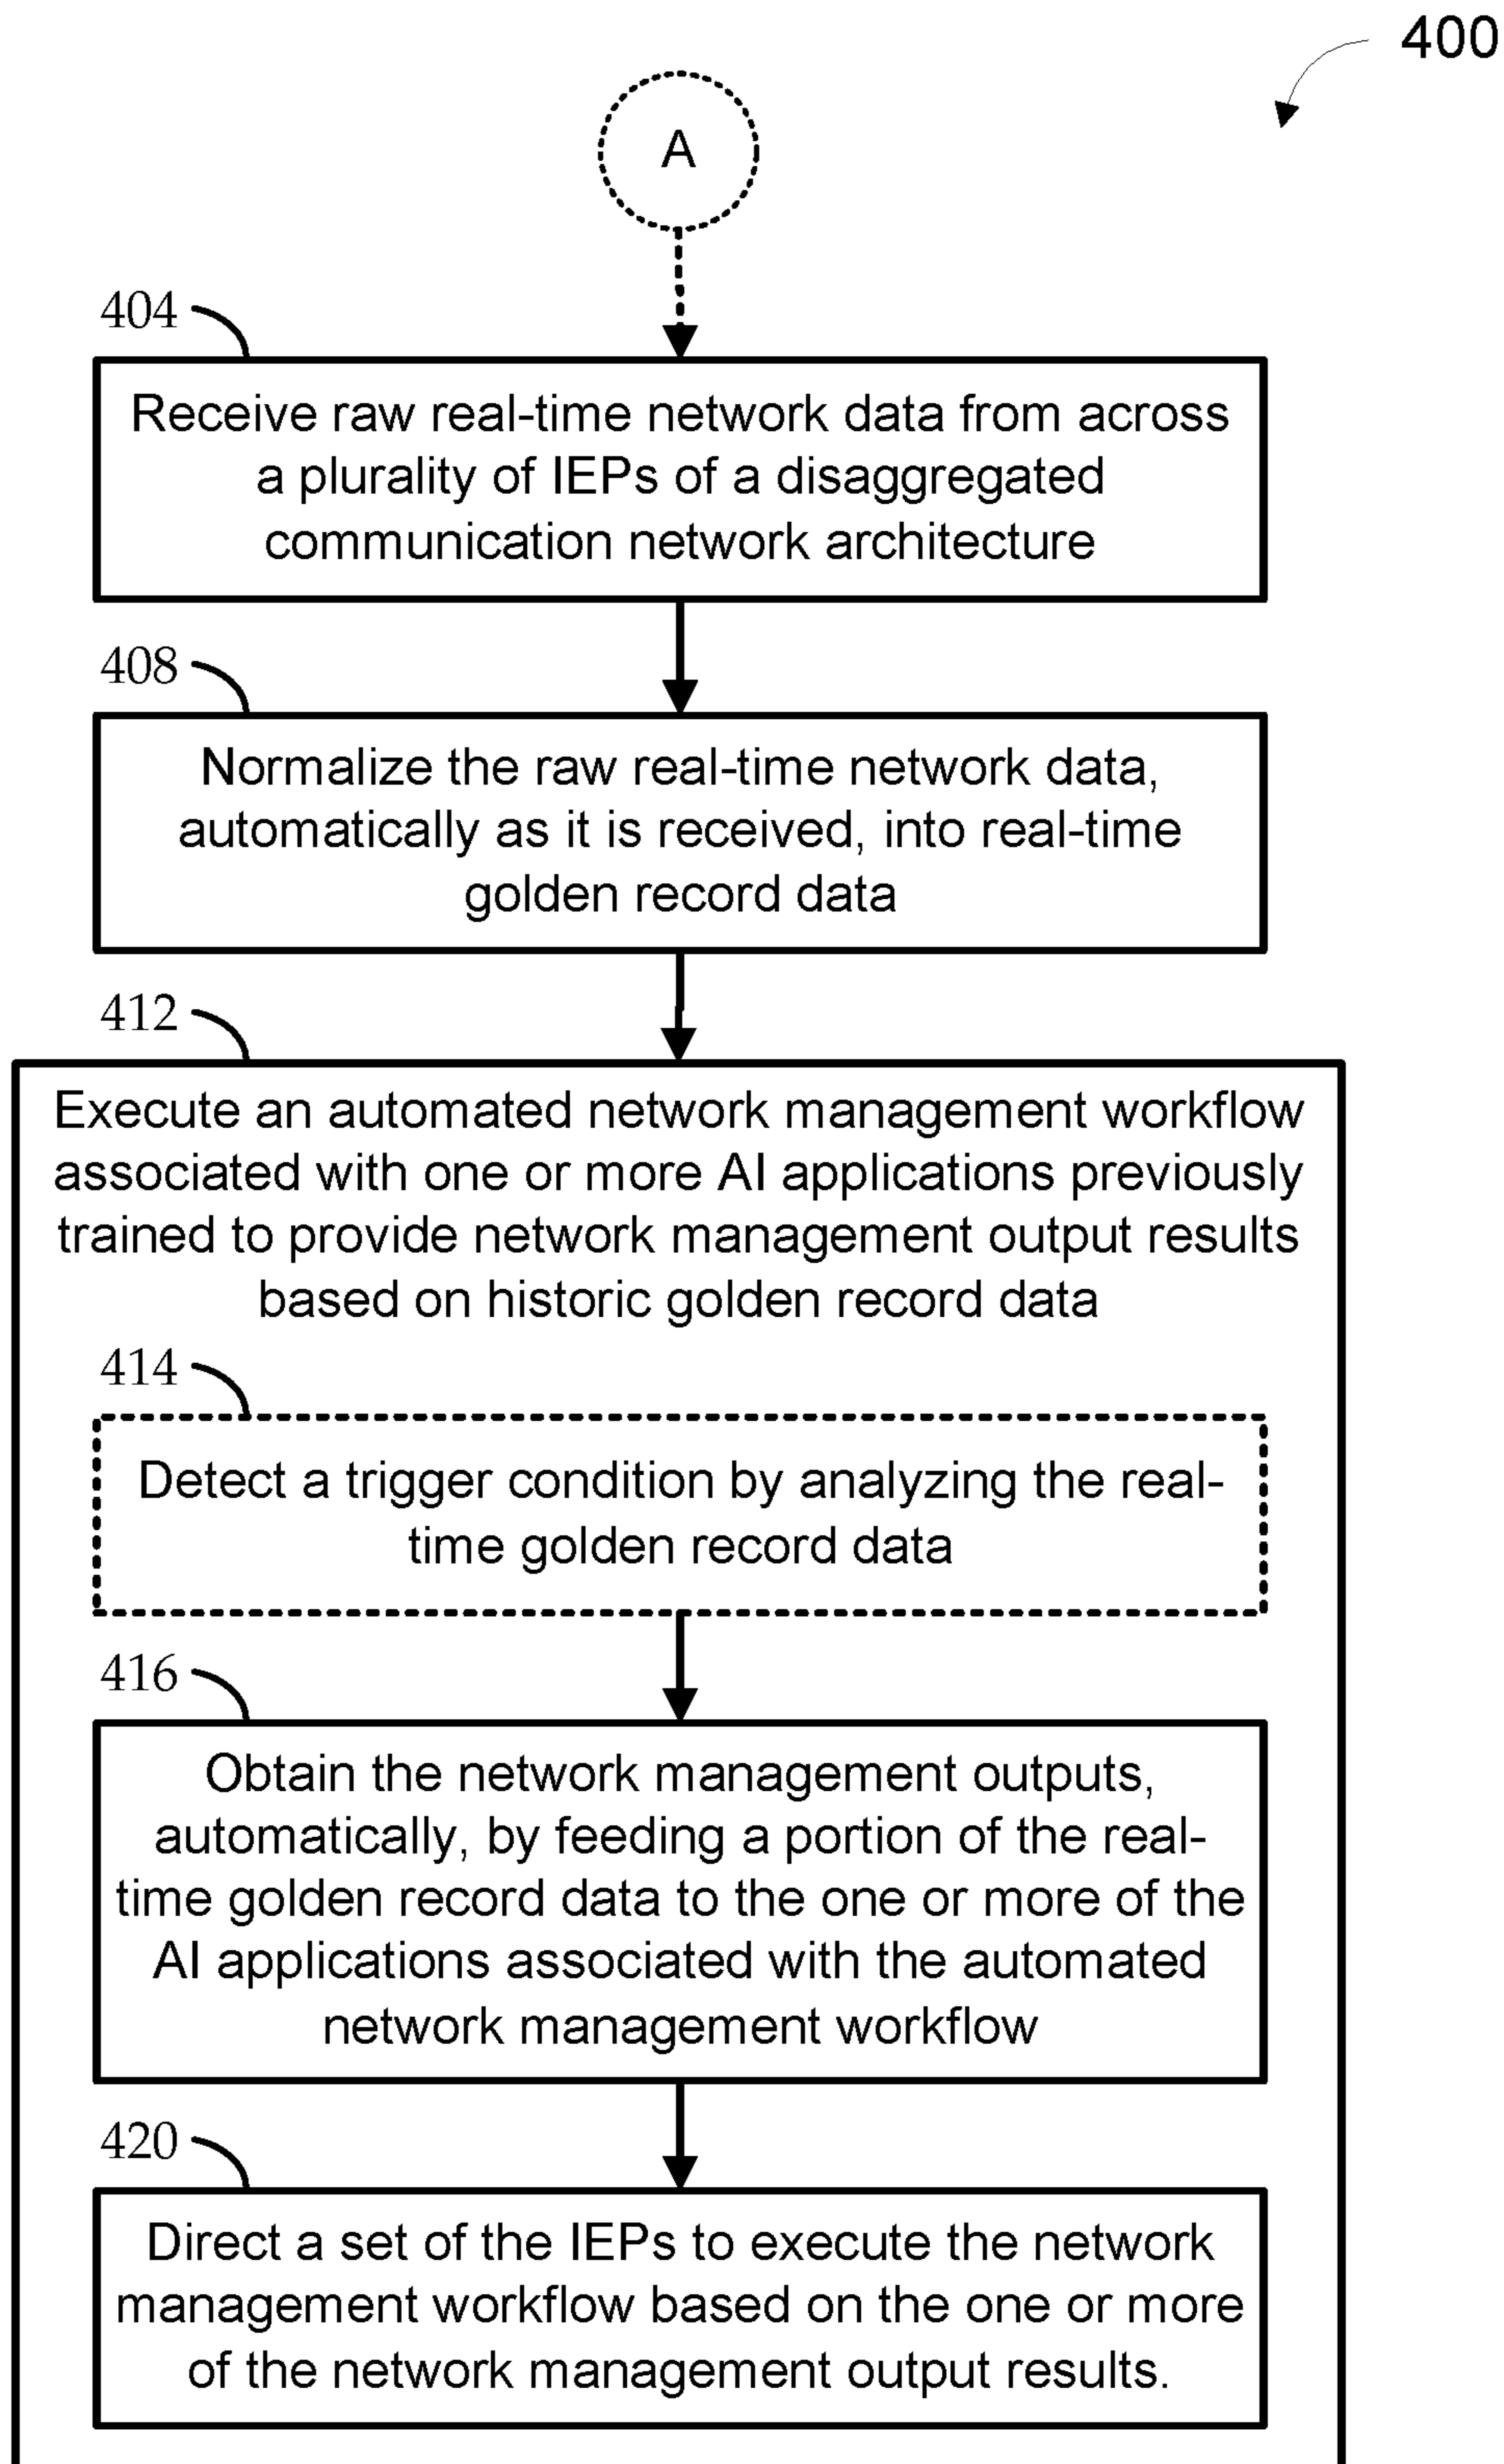 400
A
404
Receive raw real-time network data from across
a plurality of IEPs of a disaggregated
communication network architecture
408
Normalize the raw real-time network data,
automatically as it is received, into real-time
golden record data
412
Execute an automated network management workflow
associated with one or more AI applications previously
trained to provide network management output results
based on historic golden record data
414
Detect a trigger condition by analyzing the real-
time golden record data
416
Obtain the network management outputs,
automatically, by feeding a portion of the real-
time golden record data to the one or more of the
AI applications associated with the automated
network management workflow
420
Direct a set of the IEPs to execute the network
management workflow based on the one or more
of the network management output results.